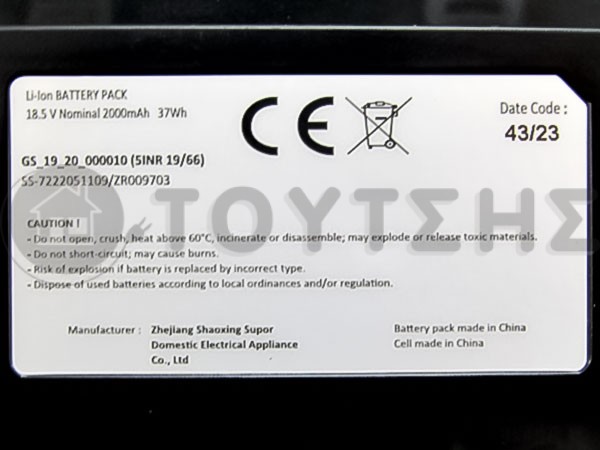 Li-Ion BATTERY PACK
18.5 V Nominal 2000mAh 37Wh
CE
Date Code :
43/23
GS_19_20_000010 (5INR 19/66)
SS-7222051109/ZR009703
ΤΟΥΤΣΗΣ
CAUTION !
- Do not open, crush, heat above 60°C, incinerate or disassemble; may explode or release toxic materials.
- Do not short-circuit; may cause burns.
- Risk of explosion if battery is replaced by incorrect type.
- Dispose of used batteries according to local ordinances and/or regulation.
Manufacturer : Zhejiang Shaoxing Supor
Domestic Electrical Appliance
Co., Ltd
Battery pack made in China
Cell made in China